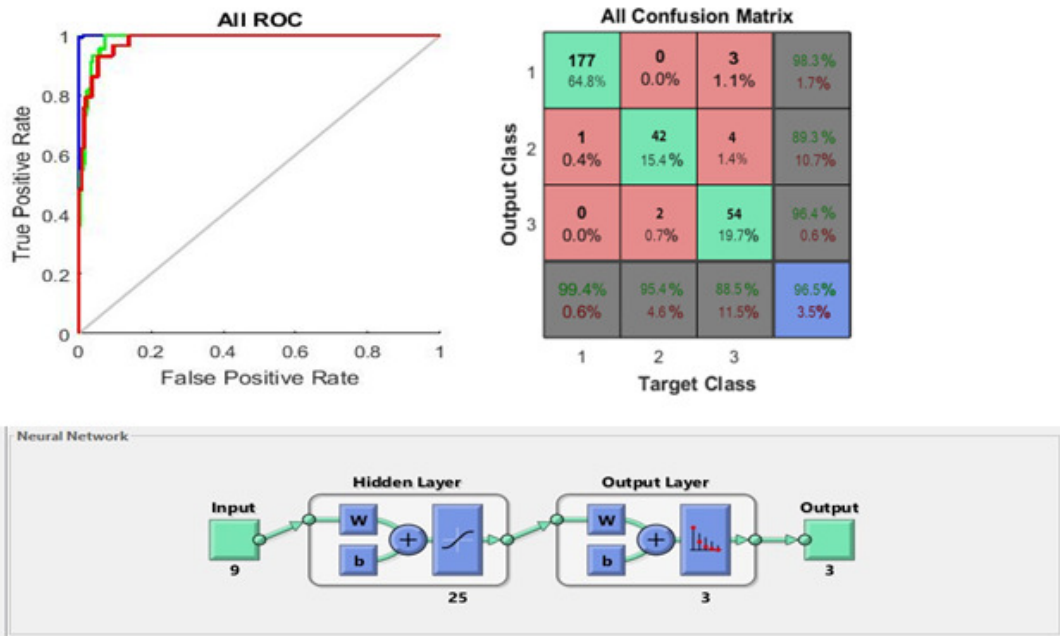 All ROC
1
0.8
0.6
0.4
0.2
0
0 0.2 0.4 0.6 0.8 1
True Positive Rate
False Positive Rate
All Confusion Matrix
Output Class
1
177 0 3 98.3%
64.8% 0.0% 1.1% 1.7%
2
1 42 4 89.3%
0.4% 15.4% 1.4% 10.7%
3
0 2 54 96.4%
0.0% 0.7% 19.7% 0.6%
99.4% 95.4% 88.5% 96.5%
0.6% 4.6% 11.5% 3.5%
1 2 3
Target Class
Neural Network
Hidden Layer Output Layer
Input Output
W W
+ +
b b
9 3
25 3